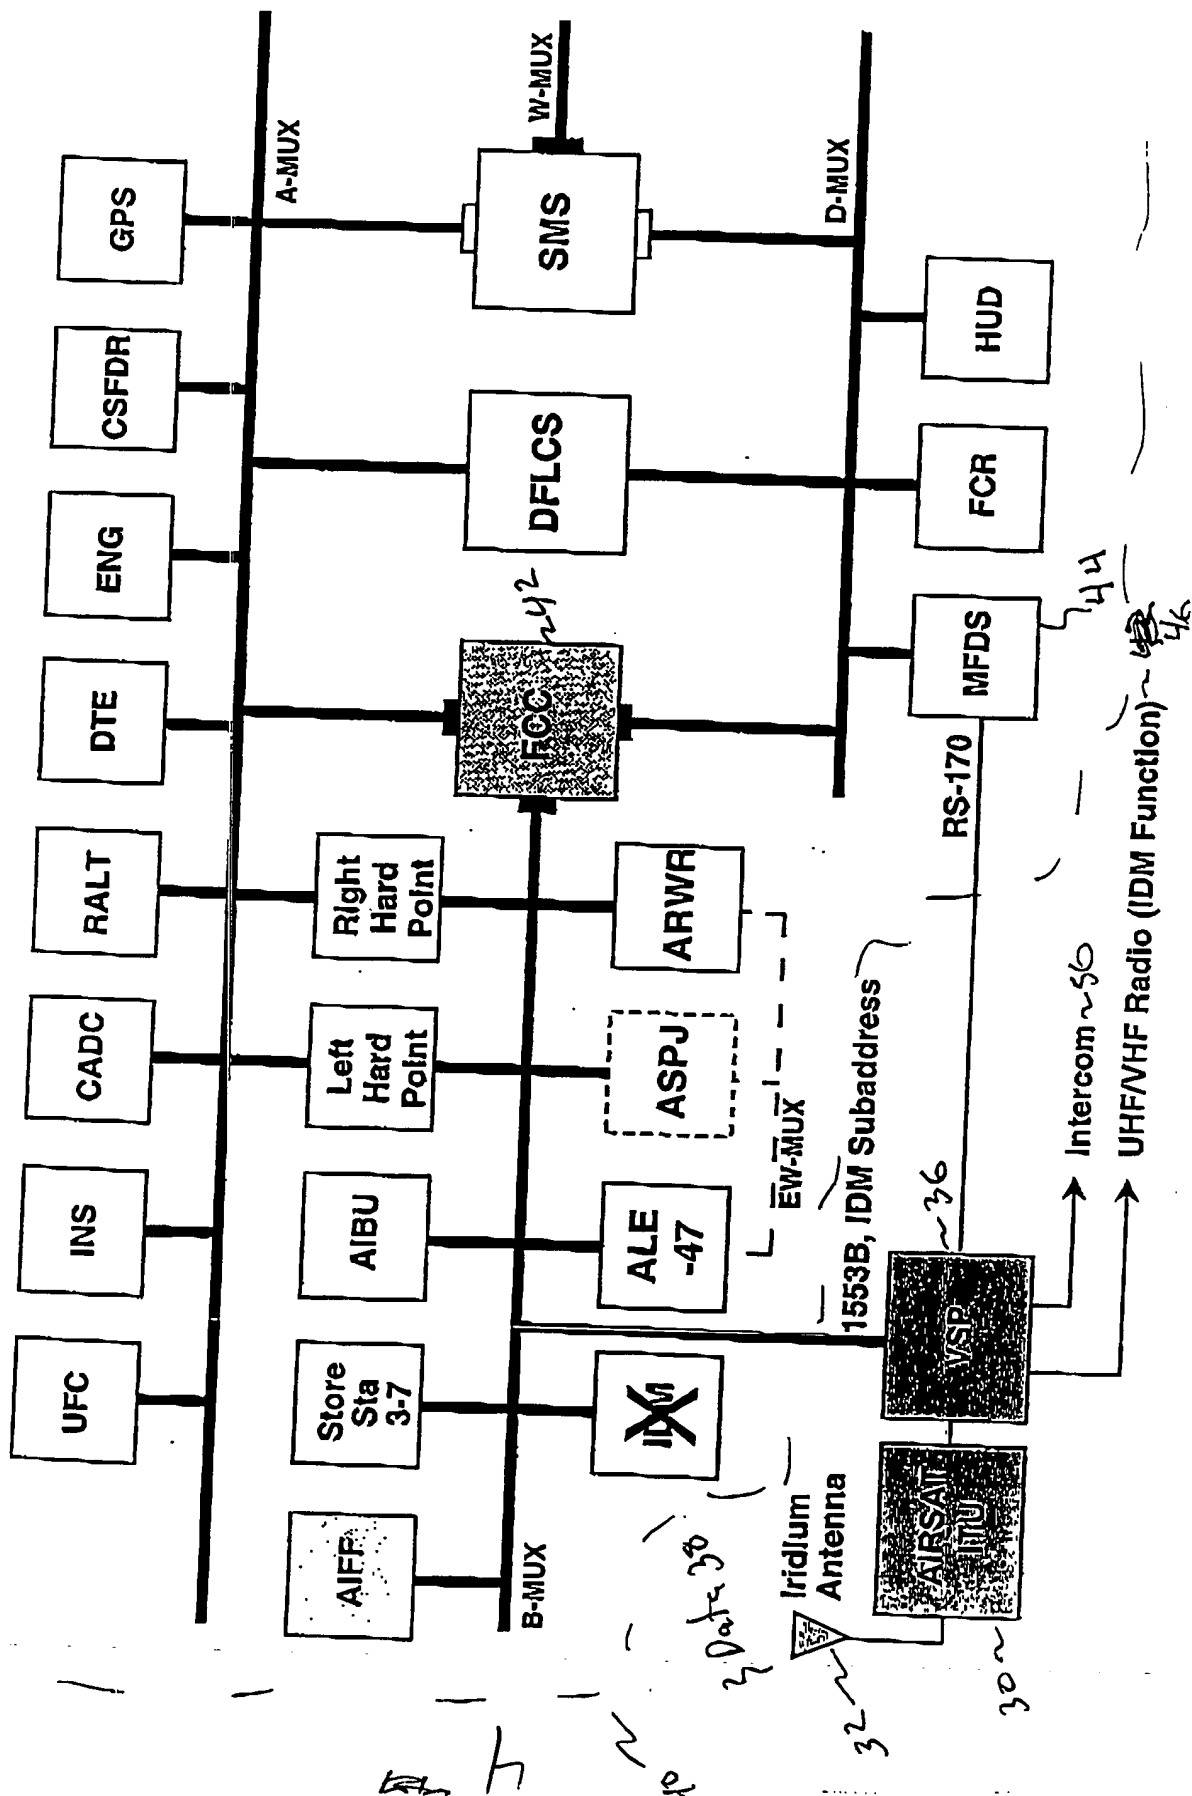 UFC
INS
CADC
RALT
DTE
ENG
CSFDR
GPS
A-MUX
AIFF
Store
Sta
3-7
AIBU
Left
Hard
Point
Right
Hard
Point
FCC
~42
DFLCS
SMS
W-MUX
B-MUX
IDM
ALE
-47
ASPJ
ARWR
EW-MUX
D-MUX
Data 38
1553B, IDM Subaddress
RS-170
MFDS
44
FCR
HUD
Iridium
Antenna
32
AIRSAT
ITU
30
VSP
~36
Intercom ~56
UHF/VHF Radio (IDM Function) ~
46
4